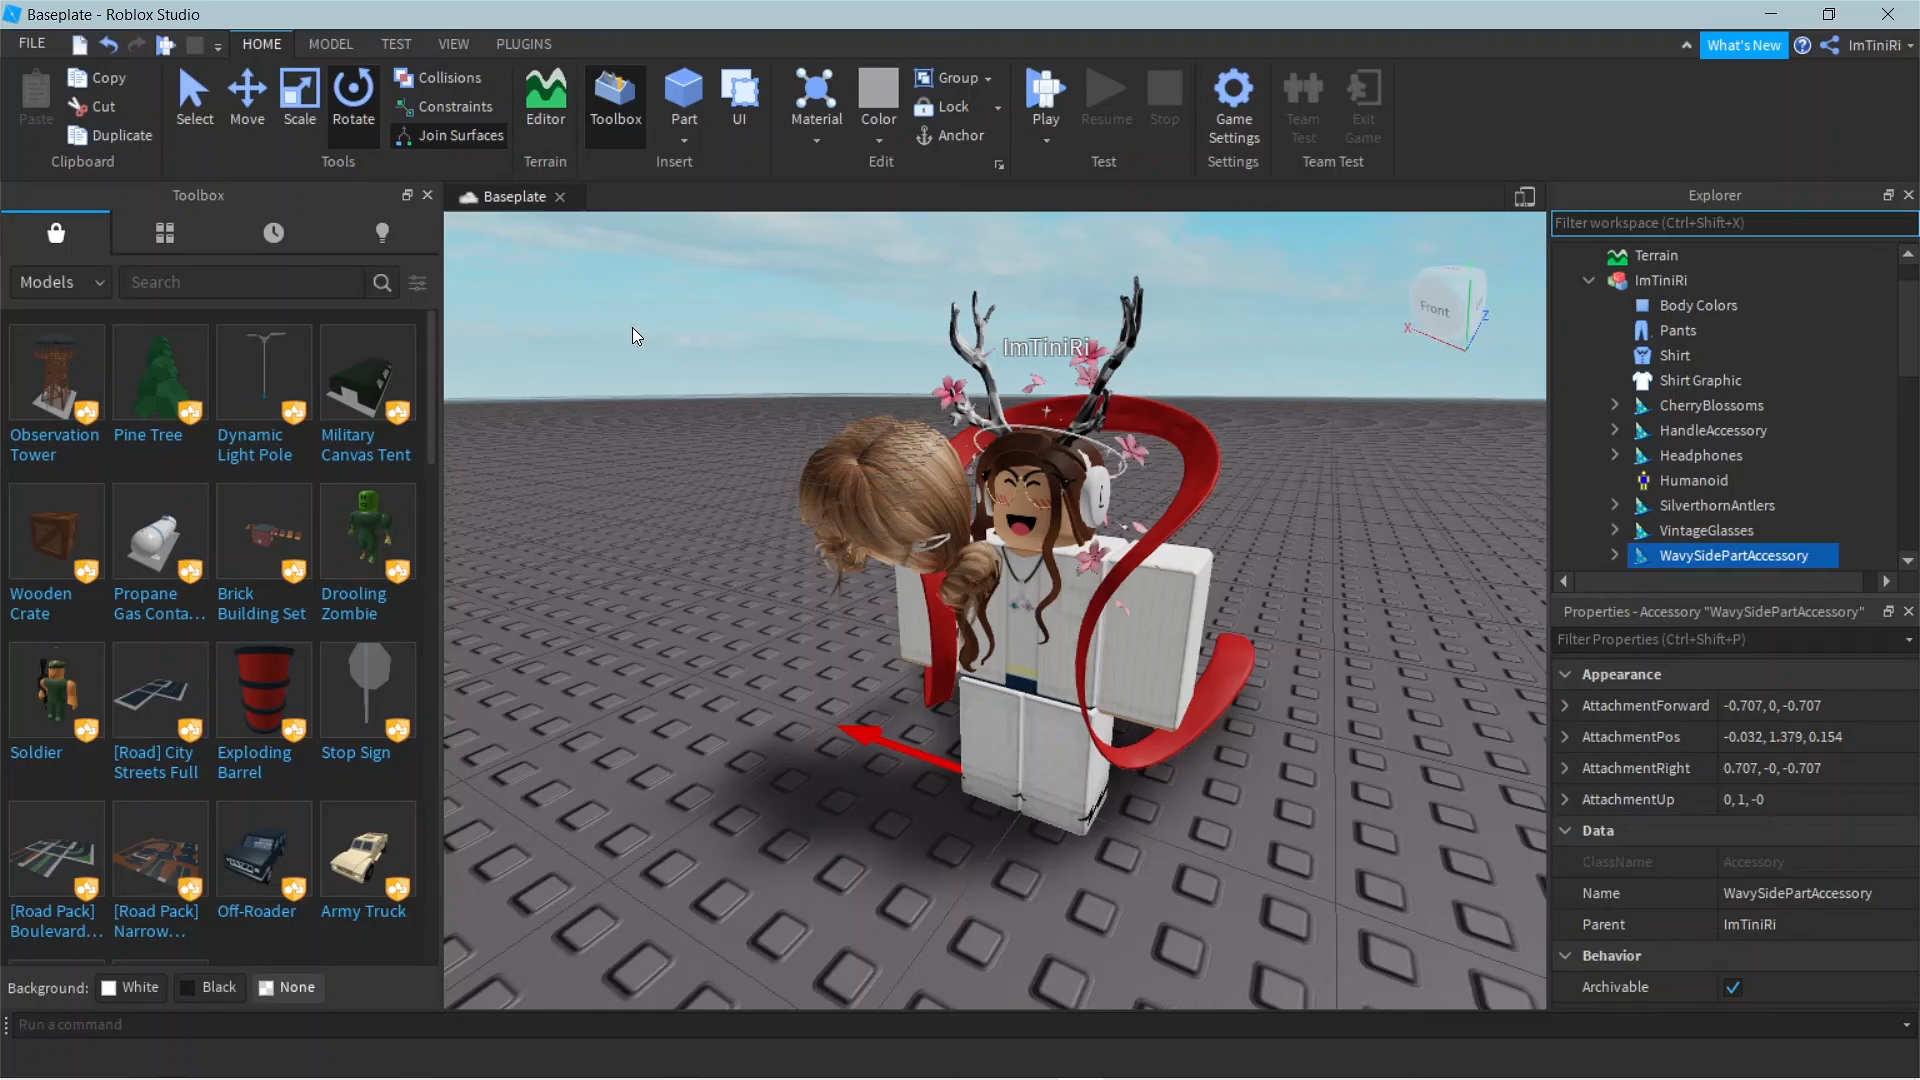 Baseplate - Roblox Studio
FILE
HOME
MODEL
TEST
VIEW
PLUGINS
What's New
ImTiniRi
Paste
Copy
Cut
Duplicate
Clipboard
Select
Move
Scale
Rotate
Collisions
Constraints
Join Surfaces
Tools
Editor
Terrain
Toolbox
Part
UI
Insert
Material
Color
Group
Lock
Anchor
Edit
Play
Resume
Stop
Test
Game
Settings
Settings
Team
Test
Exit
Game
Team Test
Toolbox
Models
Search
Observation
Tower
Pine Tree
Dynamic
Light Pole
Military
Canvas Tent
Wooden
Crate
Propane
Gas Conta...
Brick
Building Set
Drooling
Zombie
Soldier
[Road] City
Streets Full
Exploding
Barrel
Stop Sign
[Road Pack]
Boulevard...
[Road Pack]
Narrow...
Off-Roader
Army Truck
Background:
White
Black
None
Run a command
Baseplate
ImTiniRi
Front
X
Z
Explorer
Filter workspace (Ctrl+Shift+X)
Terrain
ImTiniRi
Body Colors
Pants
Shirt
Shirt Graphic
CherryBlossoms
HandleAccessory
Headphones
Humanoid
SilverthornAntlers
VintageGlasses
WavySidePartAccessory
Properties - Accessory "WavySidePartAccessory"
Filter Properties (Ctrl+Shift+P)
Appearance
AttachmentForward -0.707, 0, -0.707
AttachmentPos -0.032, 1.379, 0.154
AttachmentRight 0.707, -0, -0.707
AttachmentUp 0, 1, -0
Data
ClassName Accessory
Name WavySidePartAccessory
Parent ImTiniRi
Behavior
Archivable